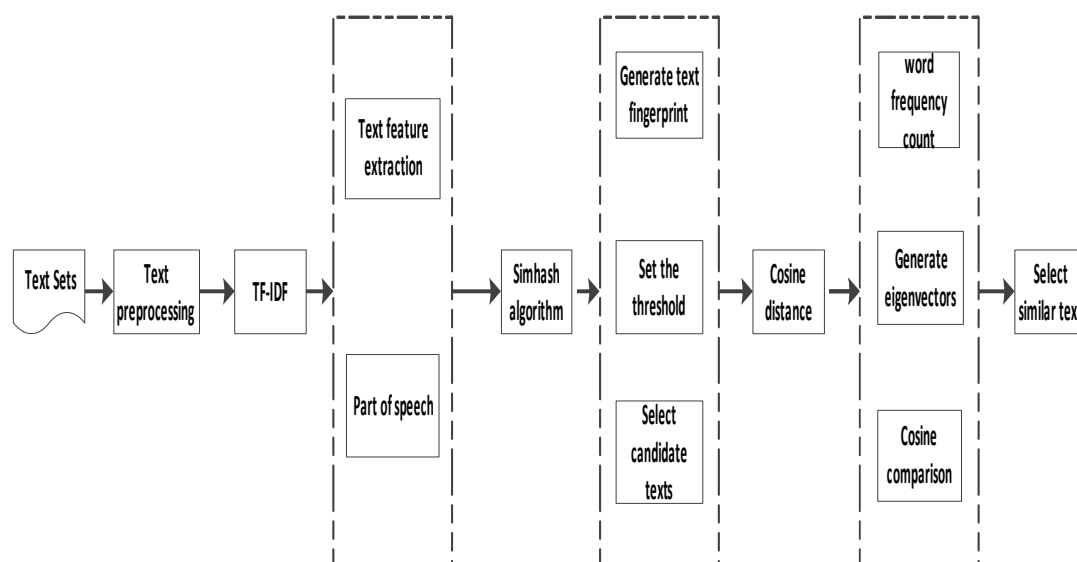 Text Sets
Text
preprocessing
TF-IDF
Text feature
extraction
Part of speech
Simhash
algorithm
Generate text
fingerprint
Set the
threshold
Select
candidate
texts
Cosine
distance
word
frequency
count
Generate
eigenvectors
Cosine
comparison
Select
similar text